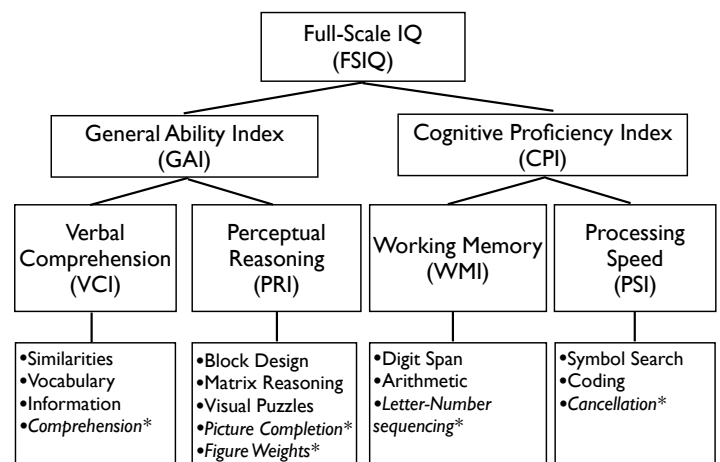 Full-Scale IQ
(FSIQ)
General Ability Index
(GAI)
Cognitive Proficiency Index
(CPI)
Verbal
Comprehension
(VCI)
Perceptual
Reasoning
(PRI)
Working Memory
(WMI)
Processing
Speed
(PSI)
•Similarities
•Vocabulary
•Information
•Comprehension*
•Block Design
•Matrix Reasoning
•Visual Puzzles
•Picture Completion*
•Figure Weights*
•Digit Span
•Arithmetic
•Letter-Number
sequencing*
•Symbol Search
•Coding
•Cancellation*